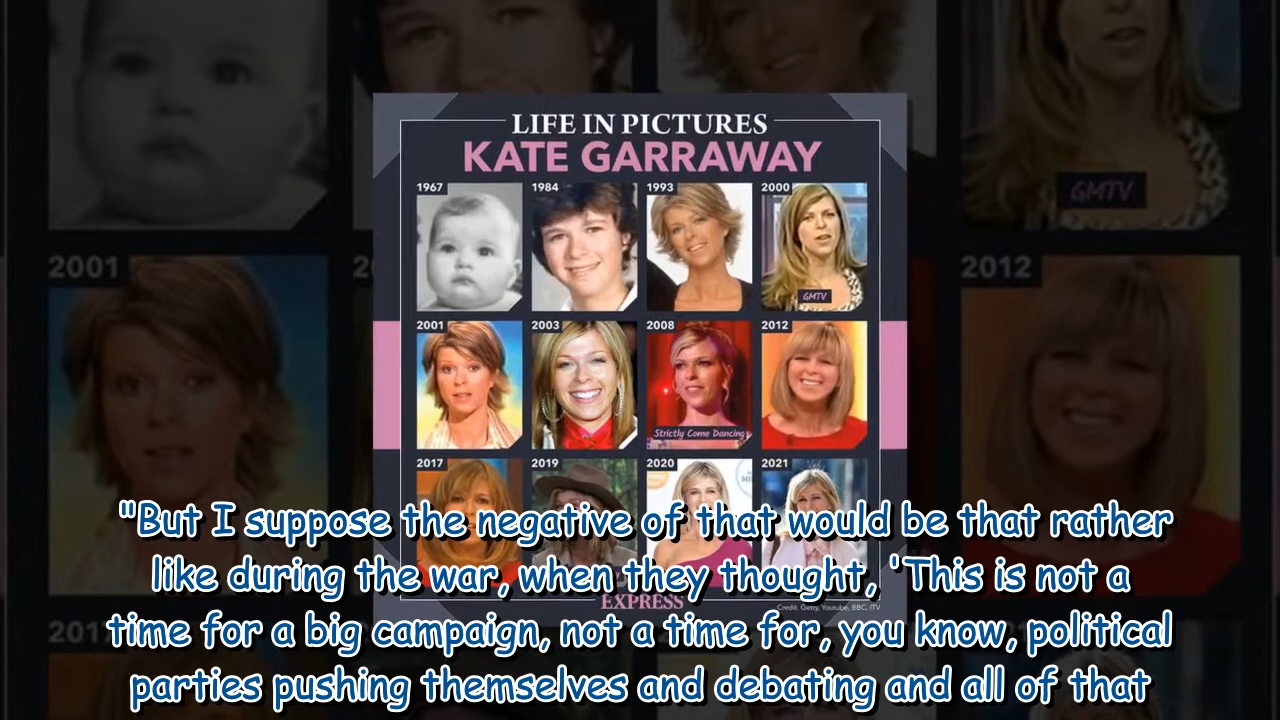 LIFE IN PICTURES
KATE GARRAWAY
1967 1984 1993 2000
GMTV
2001 2003 2008 2012
Strictly Come Dancing
2017 2019 2020 2021
EXPRESS
Credit: Getty, Youtube, BBC, ITV
GMTV
2001
2012
"But I suppose the negative of that would be that rather
like during the war, when they thought, 'This is not a
time for a big campaign, not a time for, you know, political
parties pushing themselves and debating and all of that